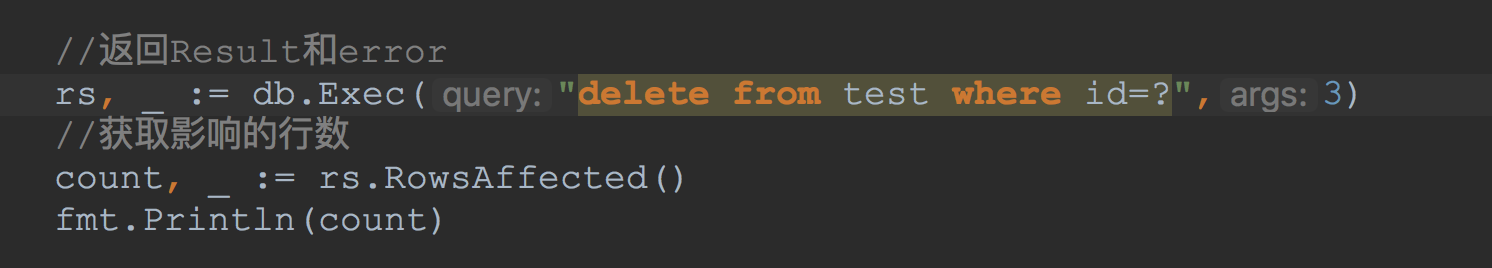 //返回Result和error
rs, _ := db.Exec( query: "delete from test where id=?", args: 3)
//获取影响的行数
count, _ := rs.RowsAffected()
fmt.Println(count)